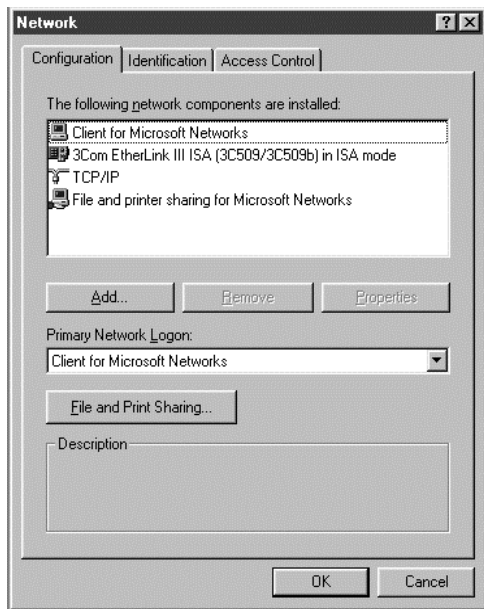 Network
Configuration Identification Access Control
The following network components are installed:
Client for Microsoft Networks
3Com EtherLink III ISA (3C509/3C509b) in ISA mode
TCP/IP
File and printer sharing for Microsoft Networks
Add... Remove Properties
Primary Network Logon:
Client for Microsoft Networks
File and Print Sharing...
Description
OK Cancel